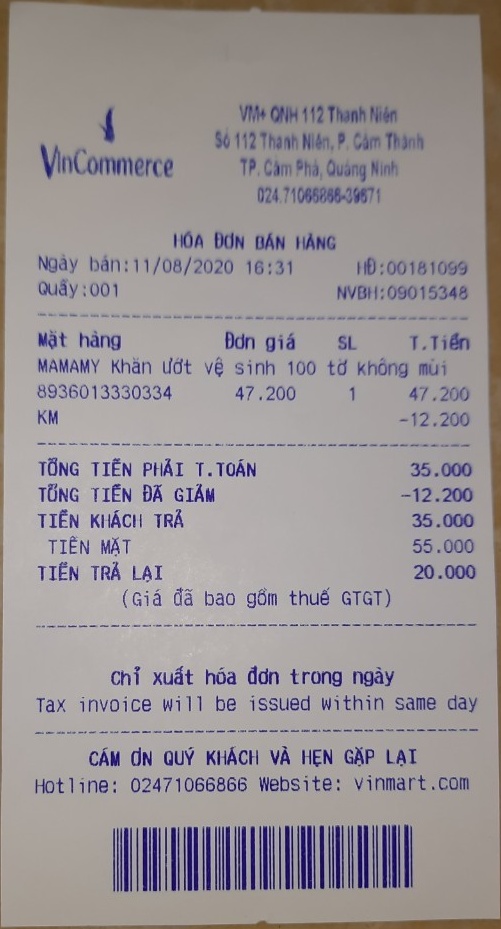 VinCommerce
VM+ QNH 112 Thanh Niên
Số 112 Thanh Niên, P. Cẩm Thành
TP. Cẩm Phả, Quảng Ninh
024.71066866-39671
HÓA ĐƠN BÁN HÀNG
Ngày bán:11/08/2020 16:31 HĐ:00181099
Quầy:001 NVBH:09015348
Mặt hàng Đơn giá SL T.Tiền
MAMAMY Khăn ướt vệ sinh 100 tờ không mùi
8936013330334 47.200 1 47.200
KM -12.200
TỔNG TIỀN PHẢI T.TOÁN 35.000
TỔNG TIỀN ĐÃ GIẢM -12.200
TIỀN KHÁCH TRẢ 35.000
TIỀN MẶT 55.000
TIỀN TRẢ LẠI 20.000
(Giá đã bao gồm thuế GTGT)
Chỉ xuất hóa đơn trong ngày
Tax invoice will be issued within same day
CẢM ƠN QUÝ KHÁCH VÀ HẸN GẶP LẠI
Hotline: 02471066866 Website: vinmart.com